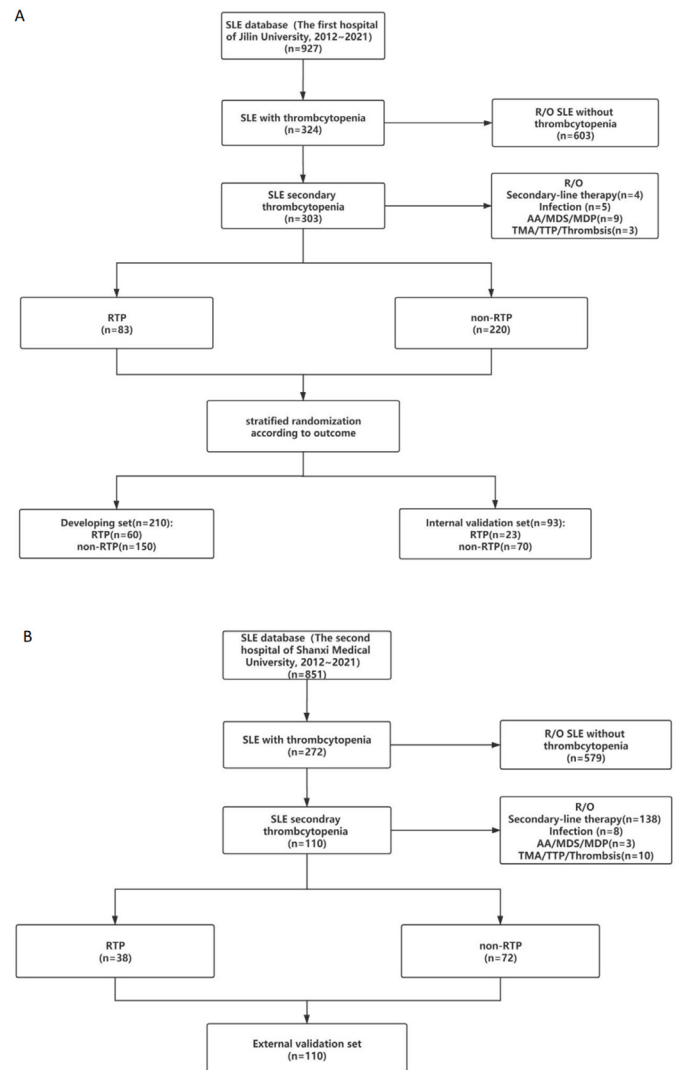 A
SLE database（The first hospital
of Jilin University, 2012~2021)
(n=927)
SLE with thrombcytopenia
(n=324)
R/O SLE without
thrombcytopenia
(n=603)
SLE secondary
thrombcytopenia
(n=303)
R/O
Secondary-line therapy(n=4)
Infection (n=5)
AA/MDS/MDP(n=9)
TMA/TTP/Thrombsis(n=3)
RTP
(n=83)
non-RTP
(n=220)
stratified randomization
according to outcome
Developing set(n=210):
RTP(n=60)
non-RTP(n=150)
Internal validation set(n=93):
RTP(n=23)
non-RTP(n=70)
B
SLE database（The second
hospital of Shanxi Medical
University, 2012~2021）
(n=851)
SLE with thrombcytopenia
(n=272)
R/O SLE without
thrombcytopenia
(n=579)
SLE secondray
thrombcytopenia
(n=110)
R/O
Secondary-line therapy(n=138)
Infection (n=8)
AA/MDS/MDP(n=3)
TMA/TTP/Thrombsis(n=10)
RTP
(n=38)
non-RTP
(n=72)
External validation set
(n=110)